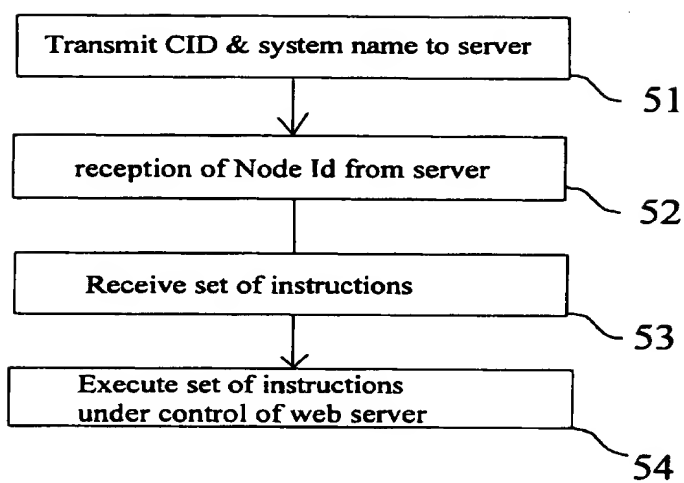 Transmit CID & system name to server
51
reception of Node Id from server
52
Receive set of instructions
53
Execute set of instructions
under control of web server
54